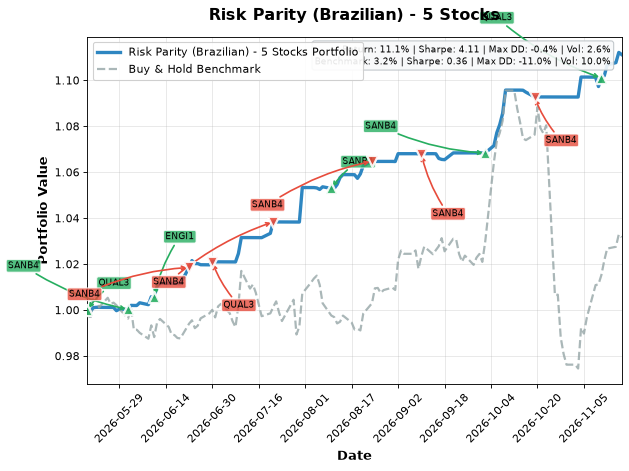 Risk Parity (Brazilian) - 5 Stocks
QUAL3
Risk Parity (Brazilian) - 5 Stocks Portfolio
Buy & Hold Benchmark
11.1% | Sharpe: 4.11 | Max DD: -0.4% | Vol: 2.6%
3.2% | Sharpe: 0.36 | Max DD: -11.0% | Vol: 10.0%
Portfolio Value
1.10
1.08
1.06
1.04
1.02
1.00
0.98
SANB4
SANB4
SANB4
SANB4
SANB4
ENGI1
SANB4
QUAL3
SANB4
SANB4
QUAL3
2026-05-29
2026-06-14
2026-06-30
2026-07-16
2026-08-01
2026-08-17
2026-09-02
2026-09-18
2026-10-04
2026-10-20
2026-11-05
Date